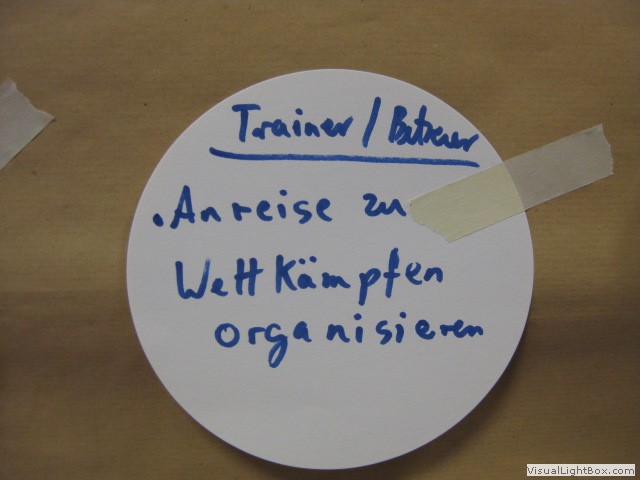 Trainer / Betreuer
• Anreise zu
Wettkämpfen
organisieren
VisualLightBox.com